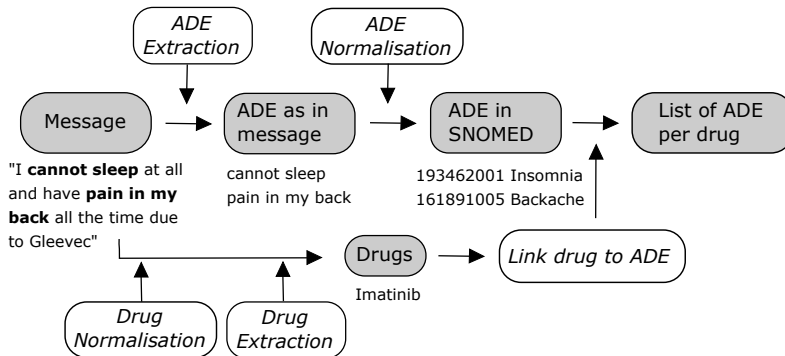 ADE
Extraction
ADE
Normalisation
Message
ADE as in
message
ADE in
SNOMED
List of ADE
per drug
"I cannot sleep at all
and have pain in my
back all the time due
to Gleevec"
cannot sleep
pain in my back
193462001 Insomnia
161891005 Backache
Drugs
Imatinib
Link drug to ADE
Drug
Normalisation
Drug
Extraction